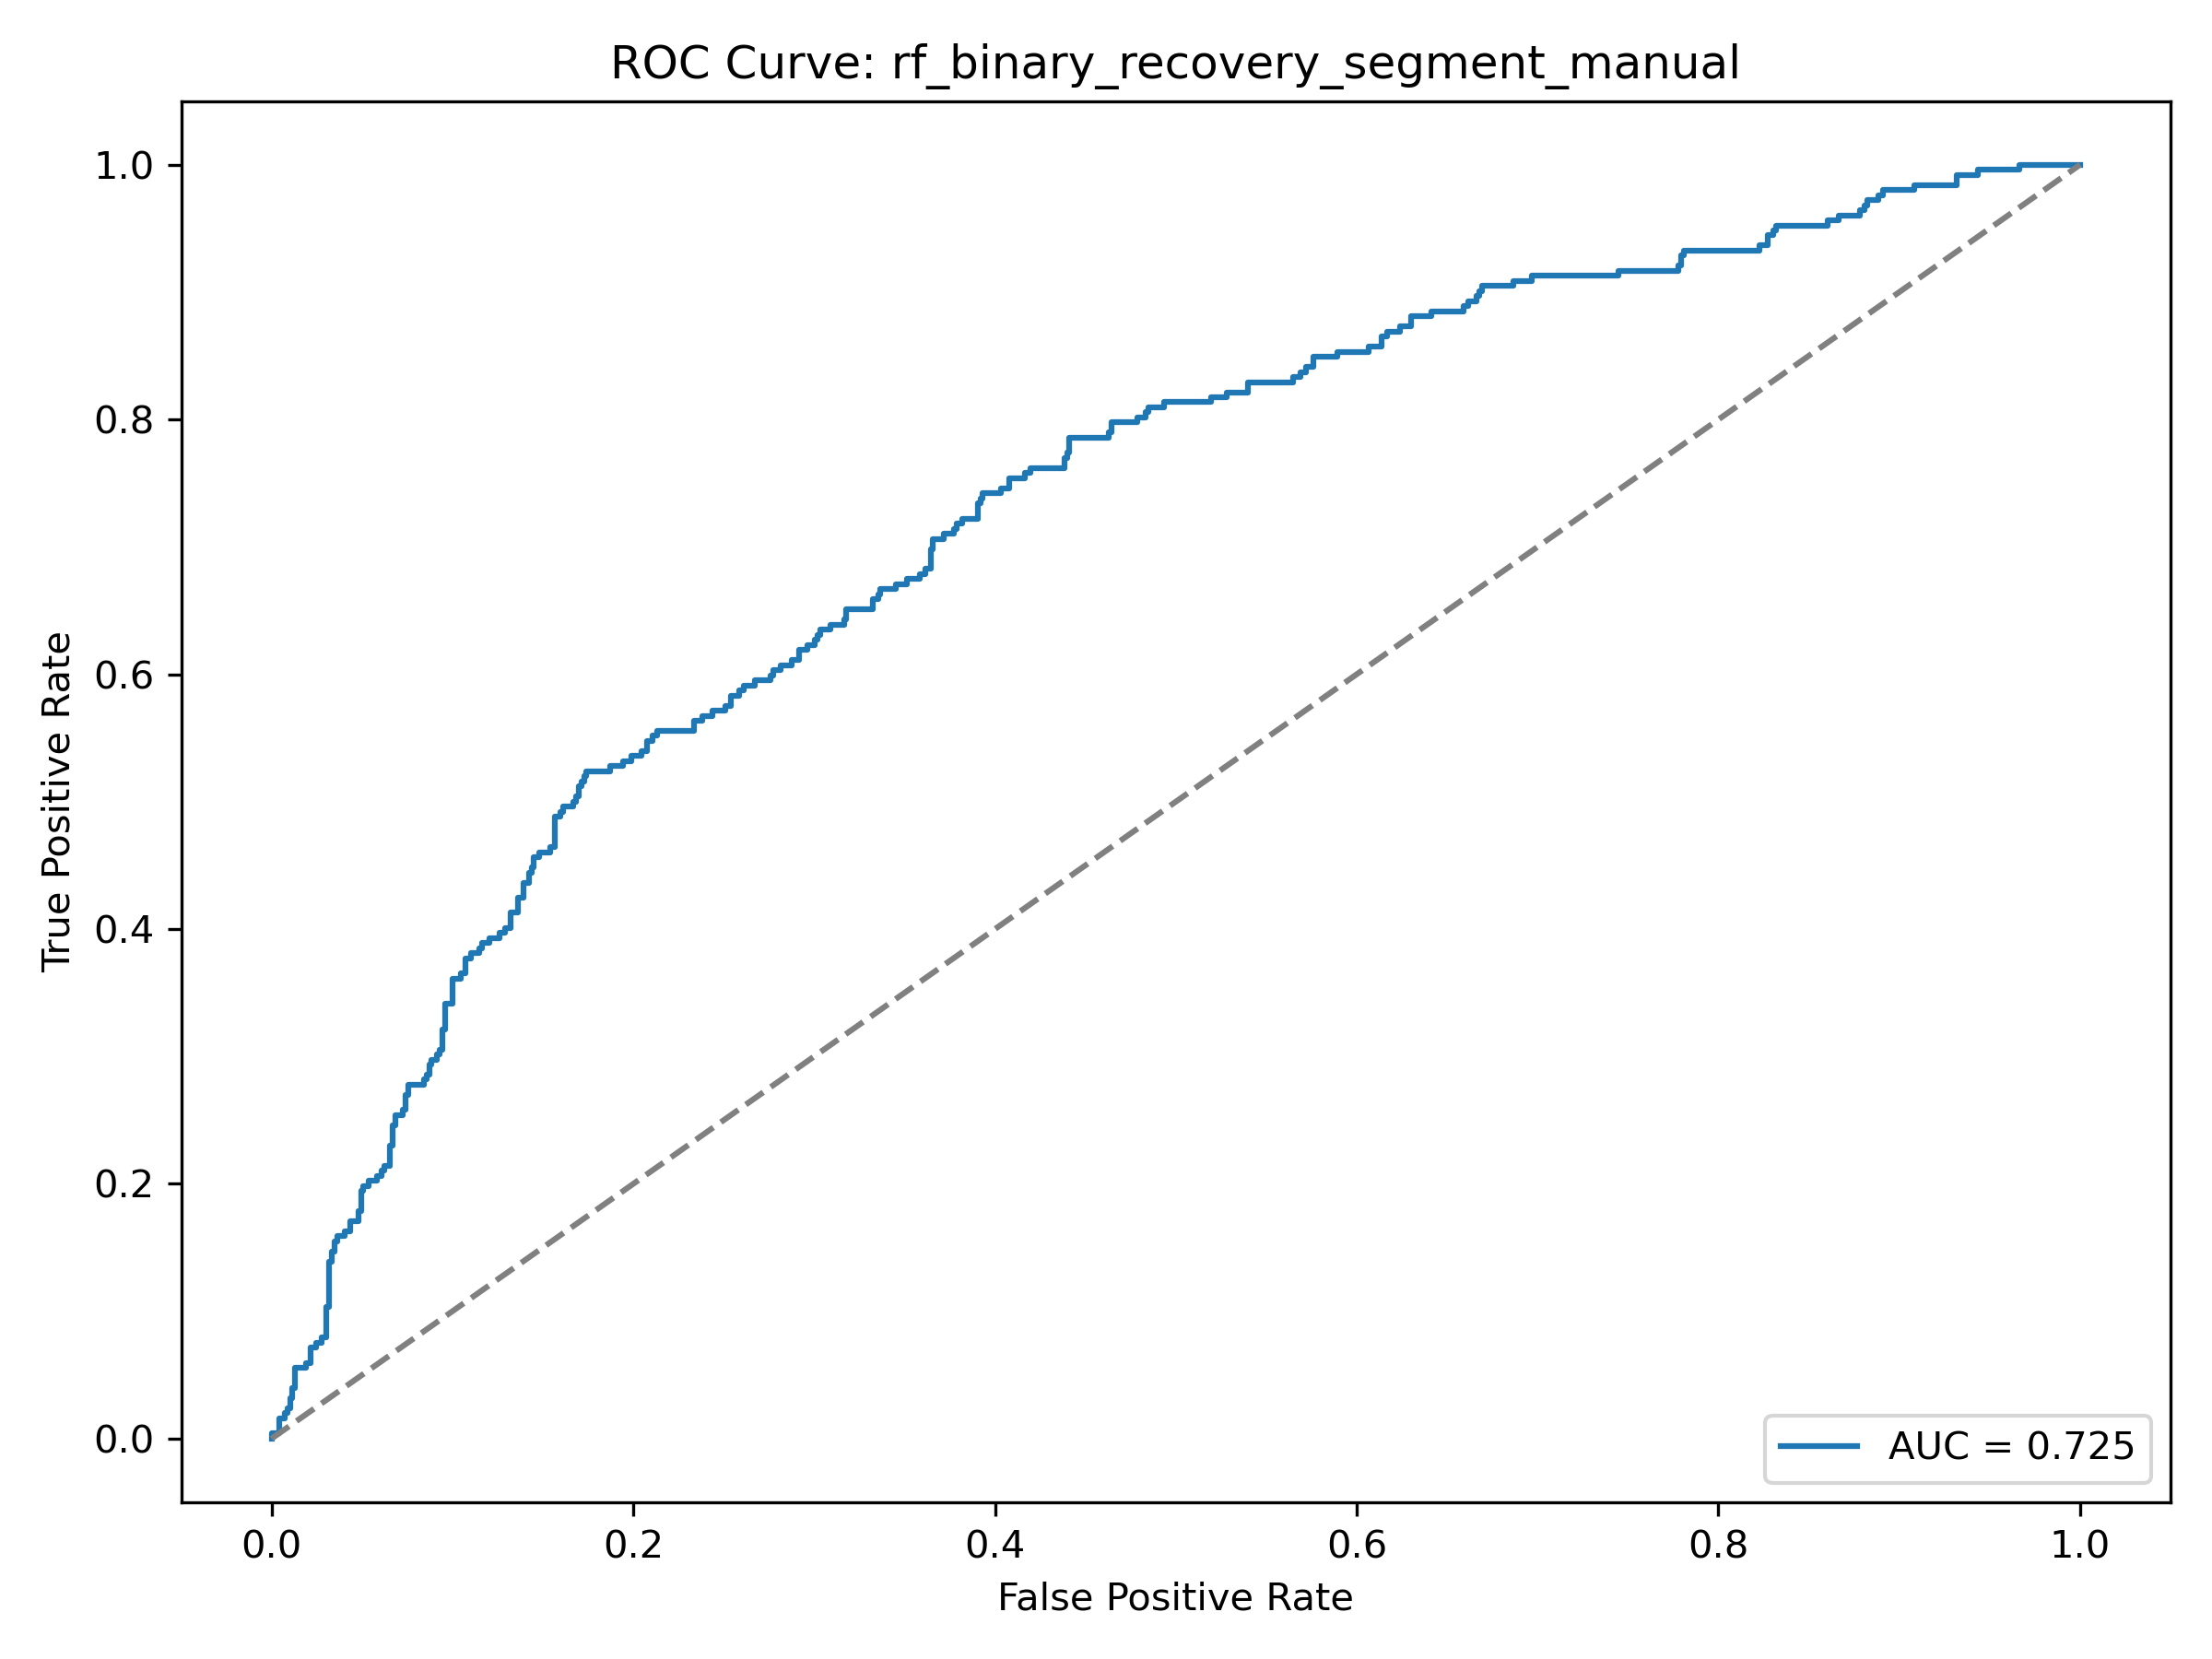 ROC Curve: rf_binary_recovery_segment_manual
True Positive Rate
1.0
0.8
0.6
0.4
0.2
0.0
AUC = 0.725
0.0 0.2 0.4 0.6 0.8 1.0
False Positive Rate